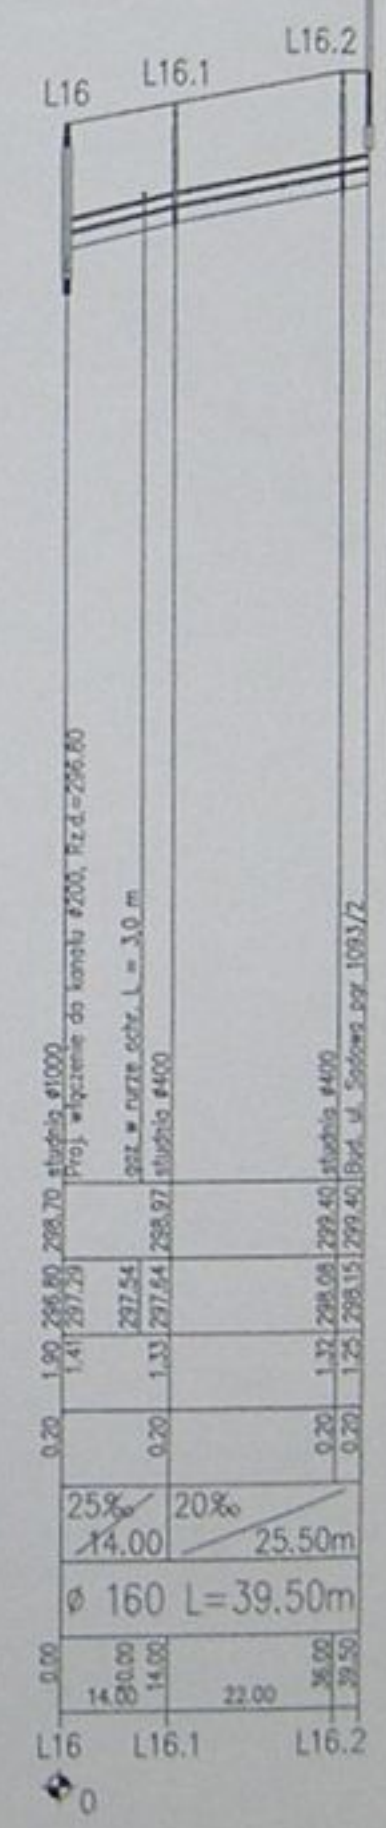 L16
L16.1
L16.2
studnia ø1000
Proj. włączenie do kanału ø200, Rz.d.=296.80
gaz w rurze ochr. L = 3,0 m
studnia ø400
studnia ø400
Bud. ul. Sadowa pgr 1093/2
298.70
298.97
299.40
299.40
296.80
297.29
297.54
297.64
298.08
298.15
1.90
1.41
1.33
1.32
1.25
0.20
0.20
0.20
0.20
25‰
14.00
20‰
25.50m
ø 160 L=39.50m
0.00
10.00
14.00
36.00
39.50
14.00
22.00
L16
L16.1
L16.2
0